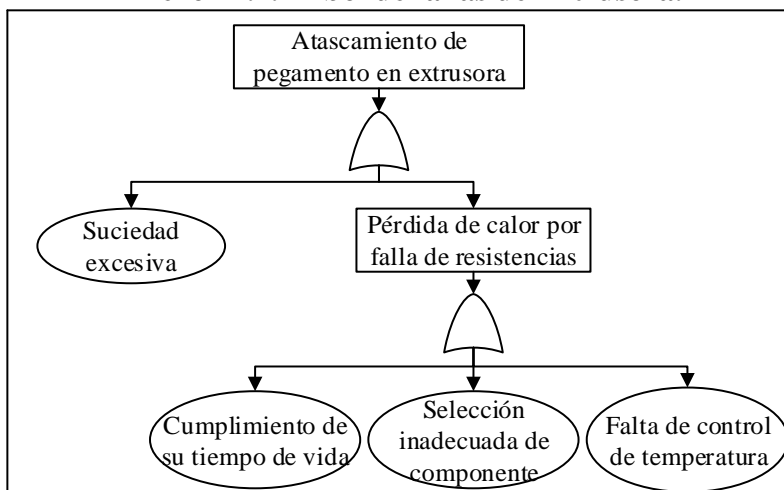 Atascamiento de
pegamento en extrusora
Suciedad
excesiva
Pérdida de calor por
falla de resistencias
Cumplimiento de
su tiempo de vida
Selección
inadecuada de
componente
Falta de control
de temperatura